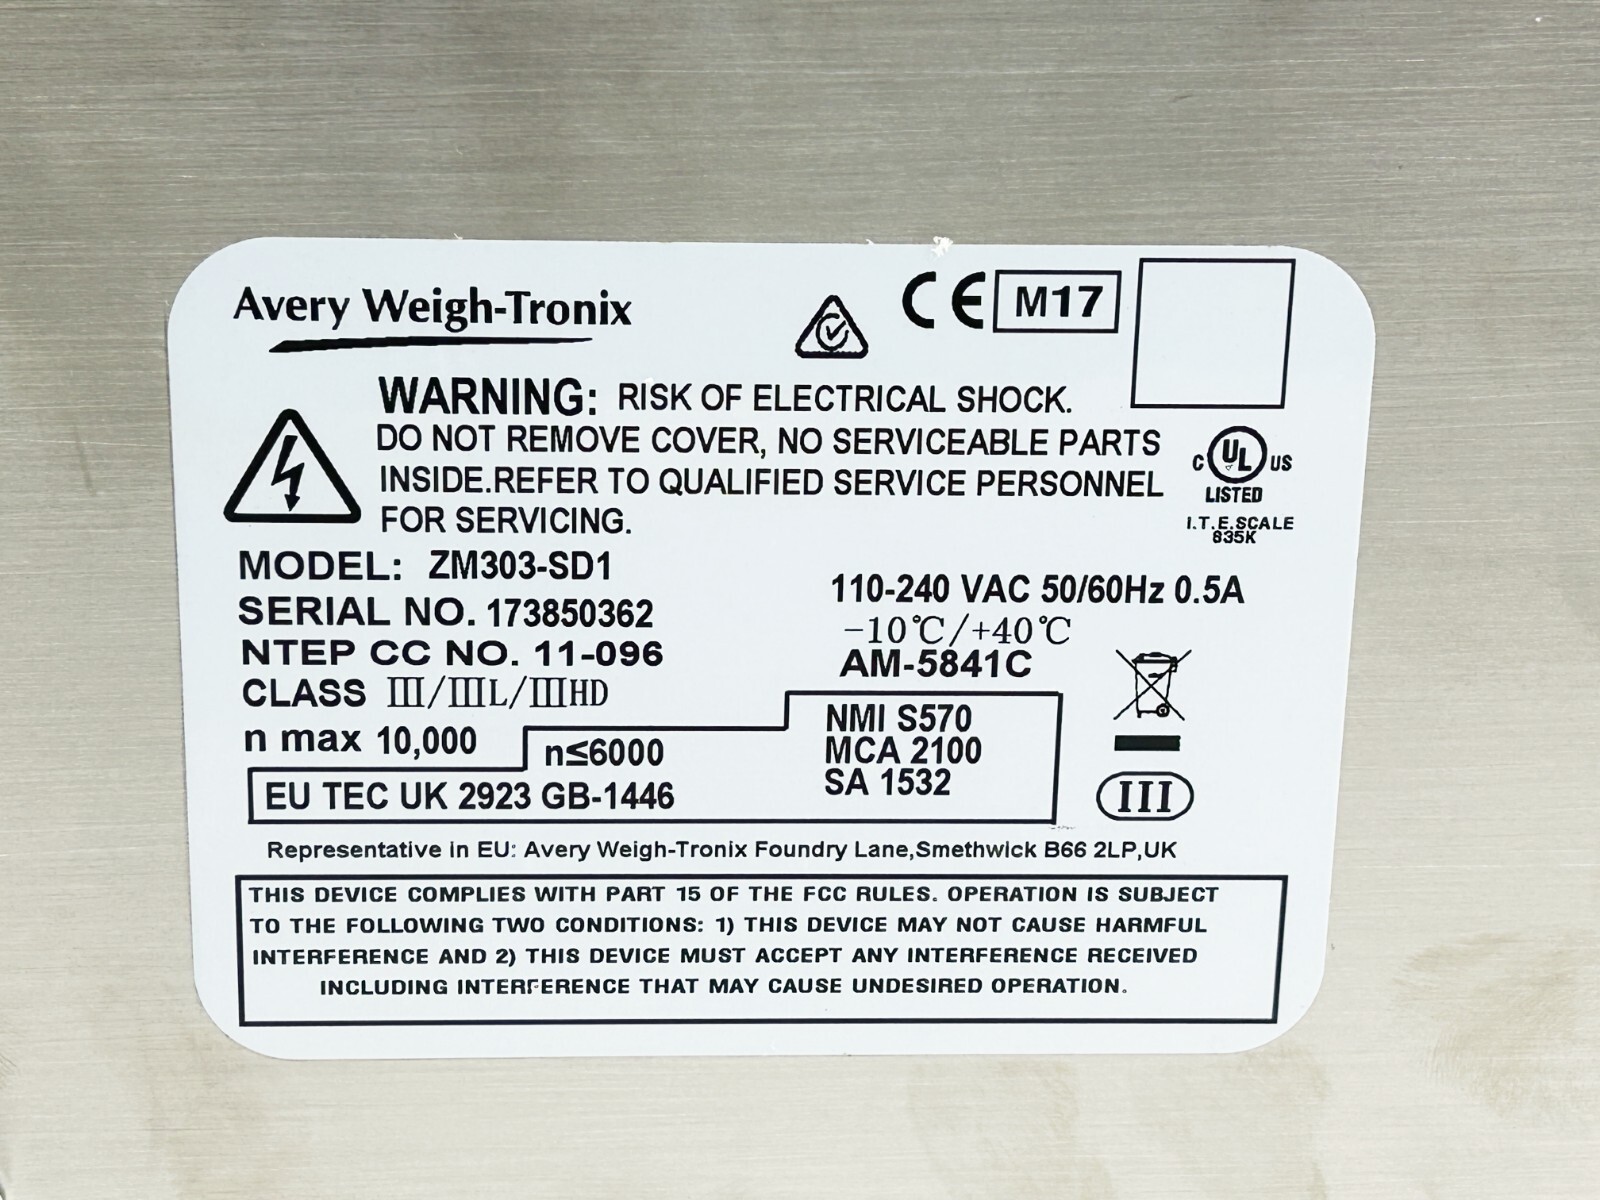 Avery Weigh-Tronix
CE M17
WARNING: RISK OF ELECTRICAL SHOCK.
DO NOT REMOVE COVER, NO SERVICEABLE PARTS
INSIDE.REFER TO QUALIFIED SERVICE PERSONNEL
FOR SERVICING.
C UL US
LISTED
I.T.E.SCALE
835K
MODEL: ZM303-SD1
SERIAL NO. 173850362
NTEP CC NO. 11-096
CLASS III/IIIL/IIIHD
n max 10,000
n≤6000
EU TEC UK 2923 GB-1446
110-240 VAC 50/60Hz 0.5A
-10℃/+40℃
AM-5841C
NMI S570
MCA 2100
SA 1532
III
Representative in EU: Avery Weigh-Tronix Foundry Lane,Smethwick B66 2LP,UK
THIS DEVICE COMPLIES WITH PART 15 OF THE FCC RULES. OPERATION IS SUBJECT
TO THE FOLLOWING TWO CONDITIONS: 1) THIS DEVICE MAY NOT CAUSE HARMFUL
INTERFERENCE AND 2) THIS DEVICE MUST ACCEPT ANY INTERFERENCE RECEIVED
INCLUDING INTERFERENCE THAT MAY CAUSE UNDESIRED OPERATION.